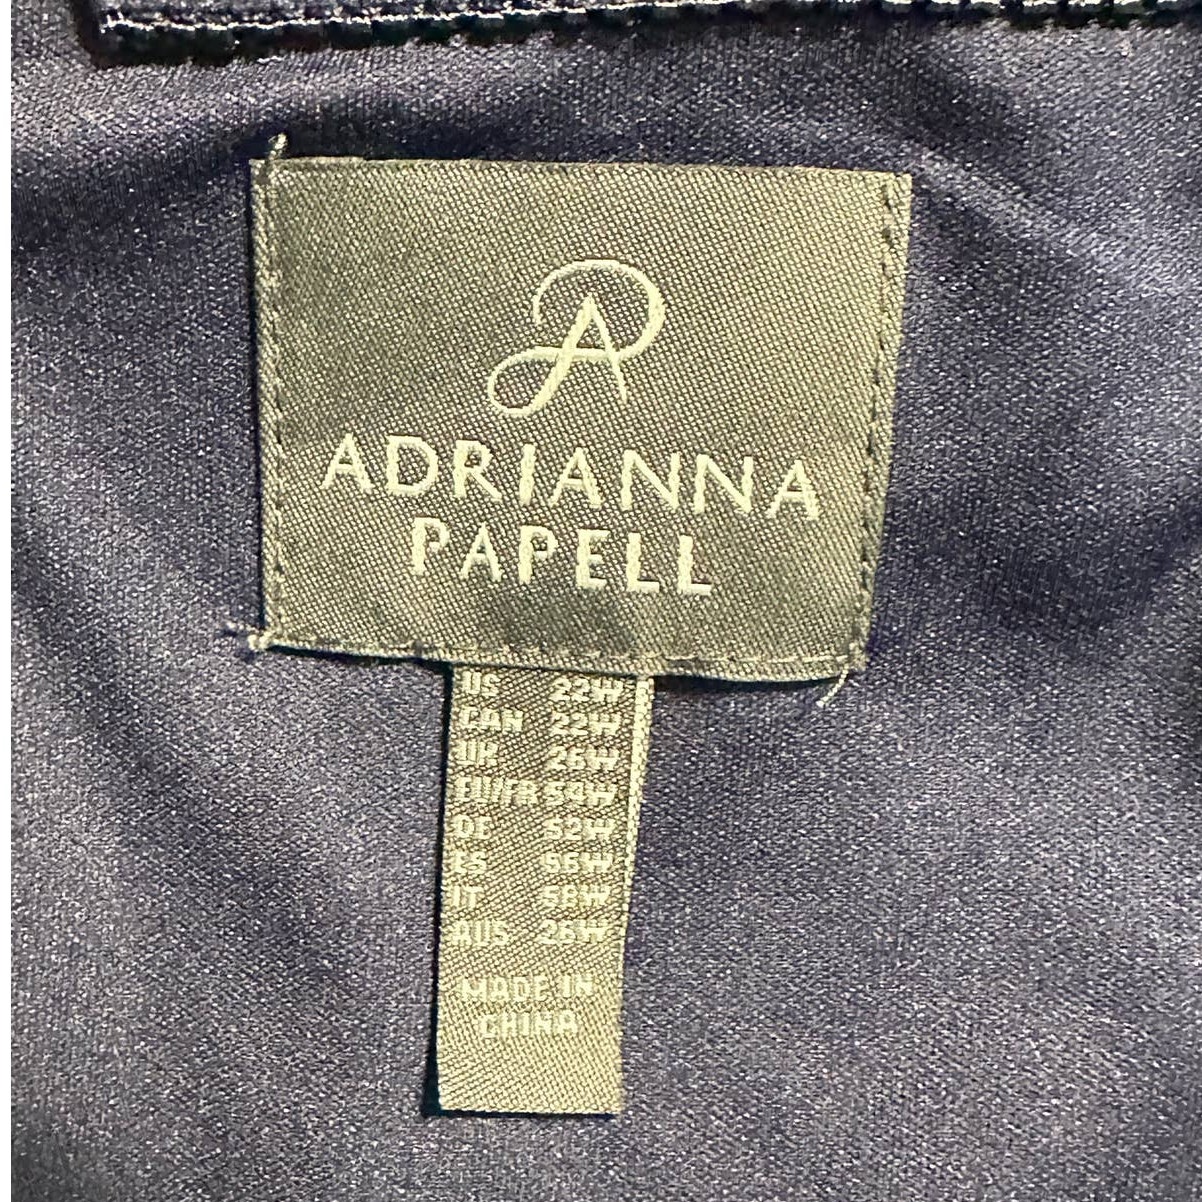 AP
ADRIANNA
PAPELL
US 22W
CAN 22W
UK 26W
EU/FR 54W
DE 52W
ES 56W
IT 58W
AUS 26W
MADE IN
CHINA